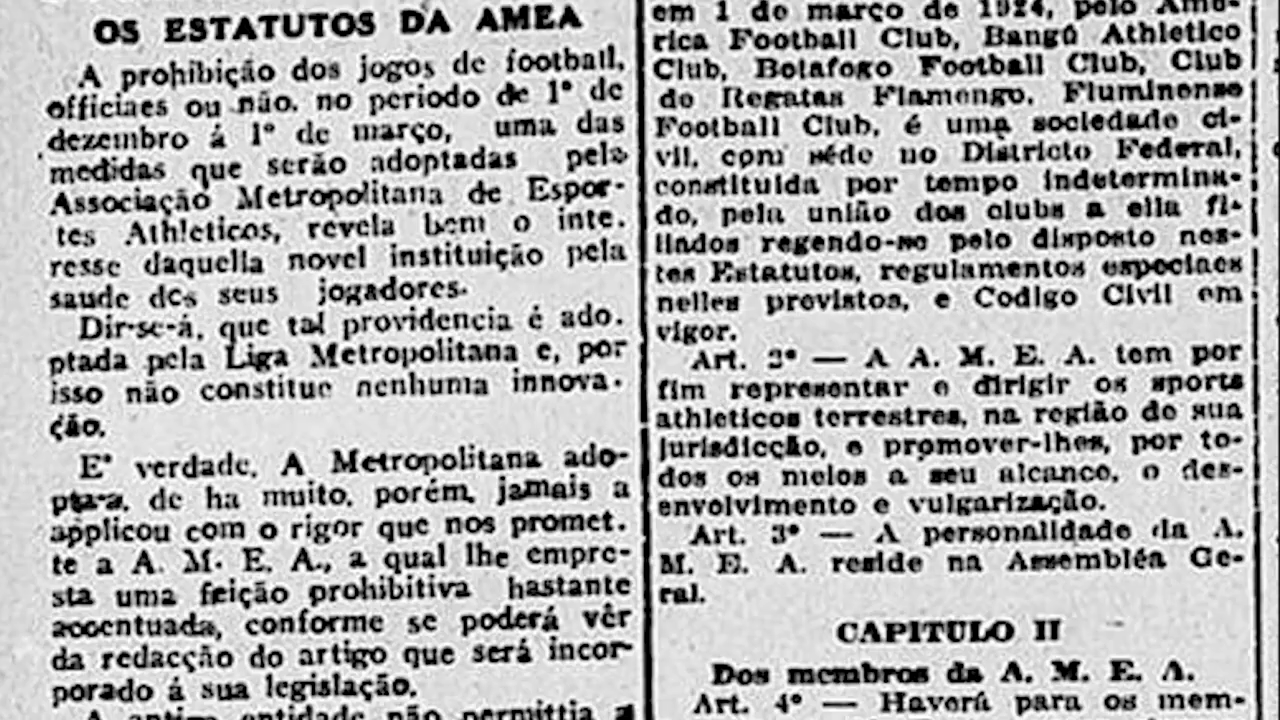 OS ESTATUTOS DA AMEA
A prohibição dos jogos de football,
officiaes ou não, no periodo de 1º de
dezembro á 1º de março, uma das
medidas que serão adoptadas pela
Associação Metropolitana de Espor-
tes Athleticos, revela bem o inte.
resse daquella novel instituição pela
saude dos seus jogadores.
Dir-se-á, que tal providencia é ado.
ptada pela Liga Metropolitana e, por
isso não constitue nenhuma innova.
ção.
E' verdade. A Metropolitana ado-
pta-a, de ha muito, porém, jamais a
applicou com o rigor que nos promet.
te a A. M. E. A., a qual lhe empre-
sta uma feição prohibitiva bastante
accentuada, conforme se poderá vêr
da redacção do artigo que será incor-
porado á sua legislação.
A antiga entidade não permittia a
em 1 de março de 1924, pelo Ame-
rica Football Club, Bangú Athletico
Club, Botafogo Football Club, Club
de Regatas Flamengo, Fluminense
Football Club, é uma sociedade ci-
vil, com séde no Districto Federal,
constituida por tempo indetermina-
do, pela união dos clubs a ella fi-
liados regendo-se pelo disposto nes-
tes Estatutos, regulamentos especiaes
nelles previstos, e Codigo Civil em
vigor.
Art. 2º — A A. M. E. A. tem por
fim representar e dirigir os sports
athleticos terrestres, na região de sua
jurisdicção, e promover-lhes, por to-
dos os meios a seu alcance, o des-
envolvimento e vulgarização.
Art. 3º — A personalidade da A.
M. E. A. reside na Assembléa Ge-
ral.
CAPITULO II
Dos membros da A. M. E. A.
Art. 4º — Haverá para os mem-